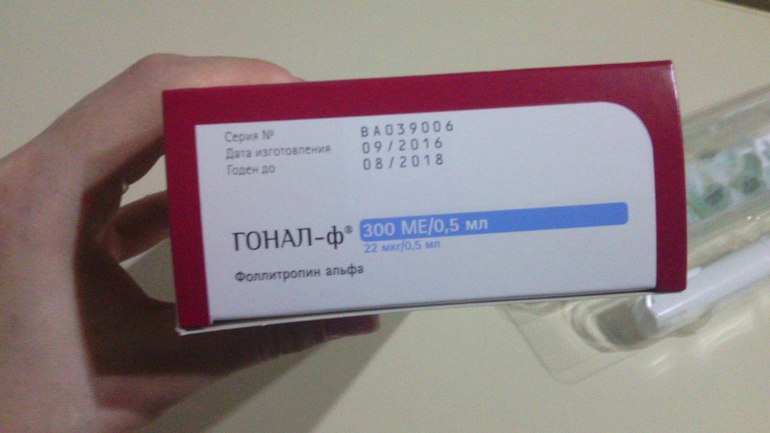 Серия №
BA039006
Дата изготовления
09/2016
Годен до
08/2018
ГОНАЛ-ф® 300 МЕ/0,5 мл
22 мкг/0,5 мл
Фоллитропин альфа